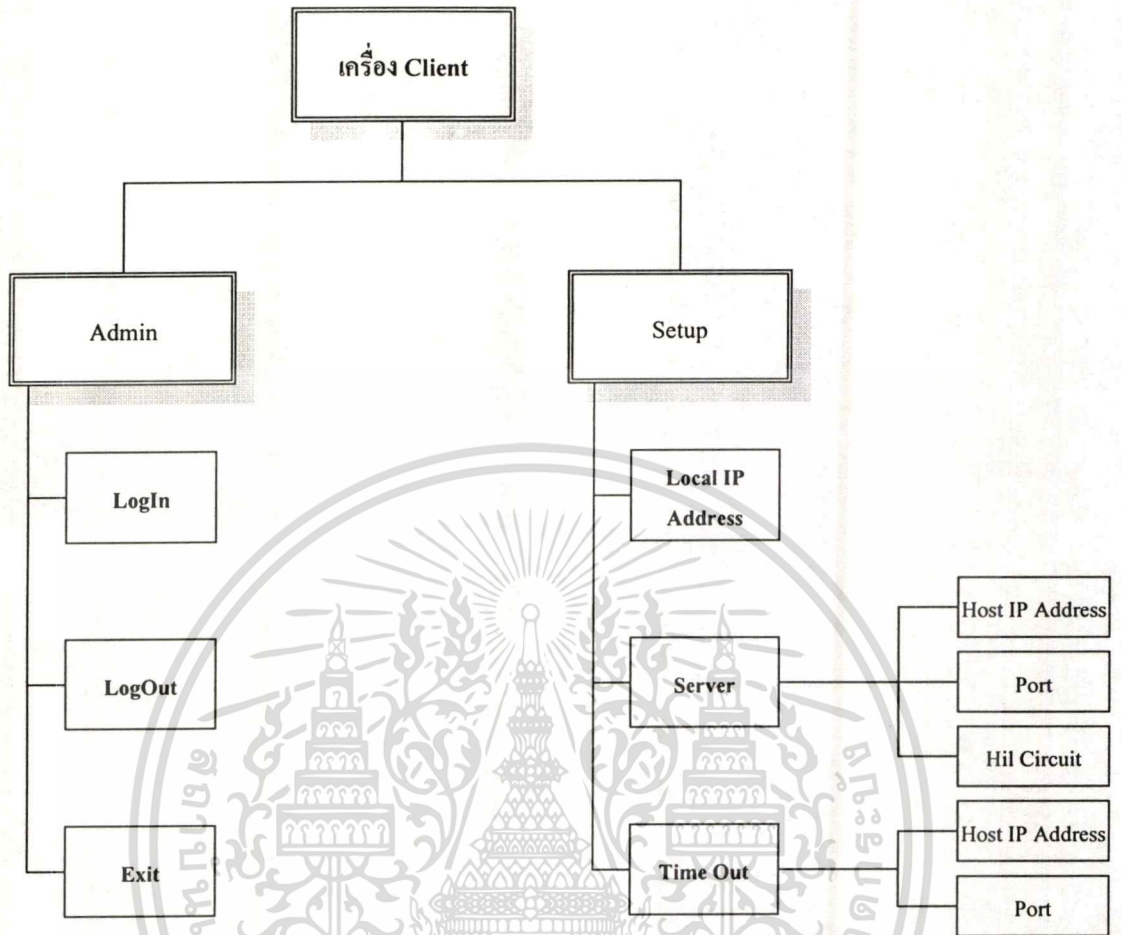 เครื่อง Client
Admin
Setup
LogIn
LogOut
Exit
Local IP
Address
Server
Time Out
Host IP Address
Port
Hil Circuit
Host IP Address
Port